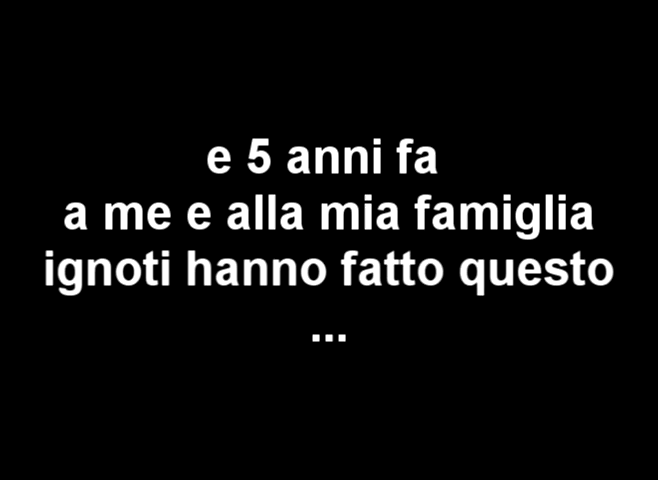 e 5 anni fa
a me e alla mia famiglia
ignoti hanno fatto questo
...